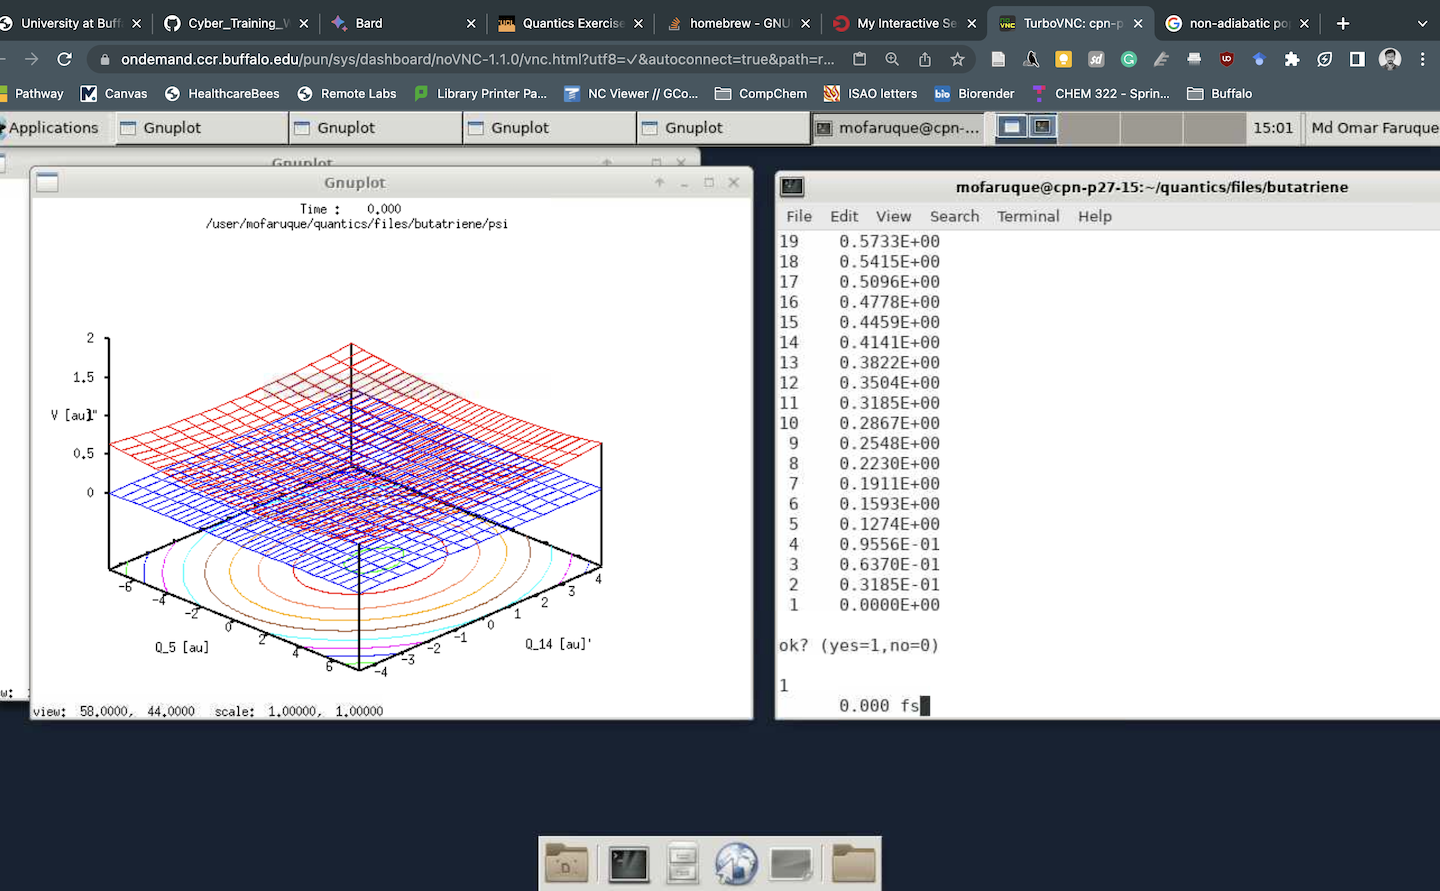 University at Buff
Cyber_Training_W
Bard
Quantics Exercise
homebrew - GNU
My Interactive Se
TurboVNC: cpn-p
non-adiabatic po
ondemand.ccr.buffalo.edu/pun/sys/dashboard/noVNC-1.1.0/vnc.html?utf8=✓&autoconnect=true&path=r...
Pathway
Canvas
HealthcareBees
Remote Labs
Library Printer Pa...
NC Viewer // GCo...
CompChem
ISAO letters
bio Biorender
CHEM 322 - Sprin...
Buffalo
Applications
Gnuplot
Gnuplot
Gnuplot
Gnuplot
mofaruque@cpn-...
15:01
Md Omar Faruque
Gnuplot
Gnuplot
Time : 0.000
/user/mofaruque/quantics/files/butatriene/psi
2
1.5
V [au]"
0.5
0
-6
-4
-2
0
2
4
6
Q_5 [au]
-4
-3
-2
-1
0
1
2
3
4
Q_14 [au]'
w:
view: 58.0000, 44.0000 scale: 1.00000, 1.00000
mofaruque@cpn-p27-15:~/quantics/files/butatriene
File Edit View Search Terminal Help
19 0.5733E+00
18 0.5415E+00
17 0.5096E+00
16 0.4778E+00
15 0.4459E+00
14 0.4141E+00
13 0.3822E+00
12 0.3504E+00
11 0.3185E+00
10 0.2867E+00
9 0.2548E+00
8 0.2230E+00
7 0.1911E+00
6 0.1593E+00
5 0.1274E+00
4 0.9556E-01
3 0.6370E-01
2 0.3185E-01
1 0.0000E+00
ok? (yes=1,no=0)
1
0.000 fs